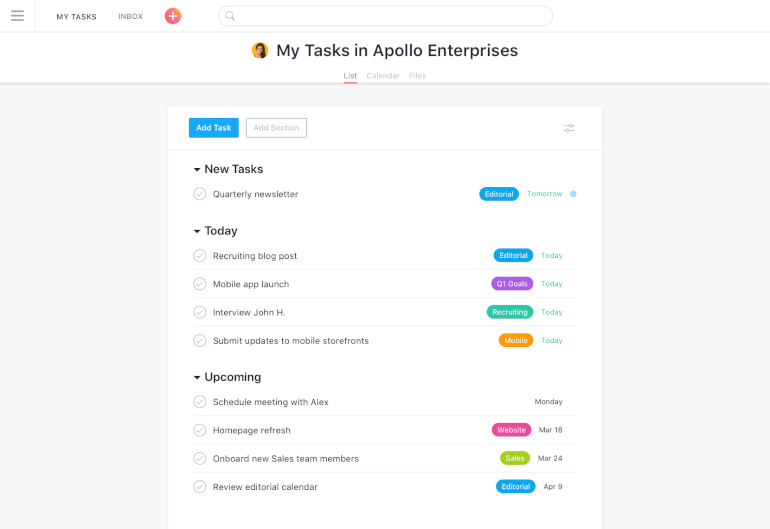 MY TASKS INBOX
My Tasks in Apollo Enterprises
List Calendar Files
Add Task Add Section
New Tasks
Quarterly newsletter Editorial Tomorrow
Today
Recruiting blog post Editorial Today
Mobile app launch Q1 Goals Today
Interview John H. Recruiting Today
Submit updates to mobile storefronts Mobile Today
Upcoming
Schedule meeting with Alex Monday
Homepage refresh Website Mar 18
Onboard new Sales team members Sales Mar 24
Review editorial calendar Editorial Apr 9